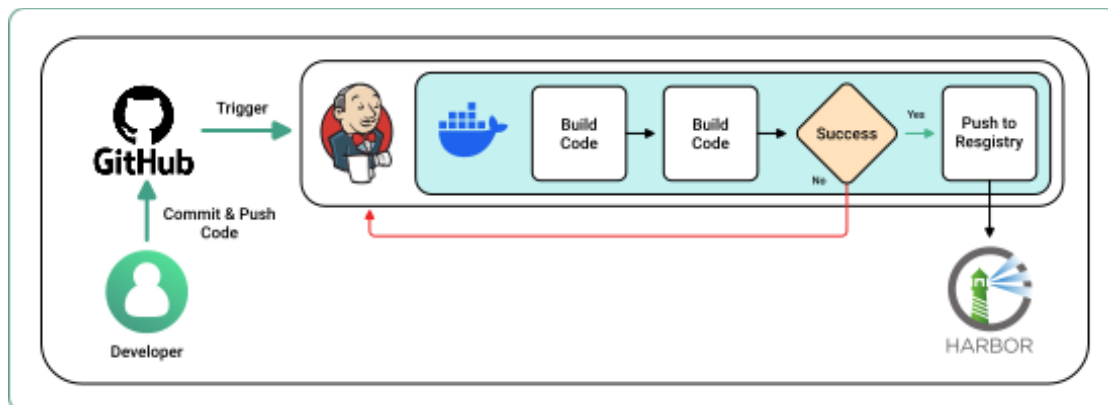 GitHub
Trigger
Commit & Push
Code
Developer
Build
Code
Build
Code
Success
Yes
No
Push to
Resgistry
HARBOR